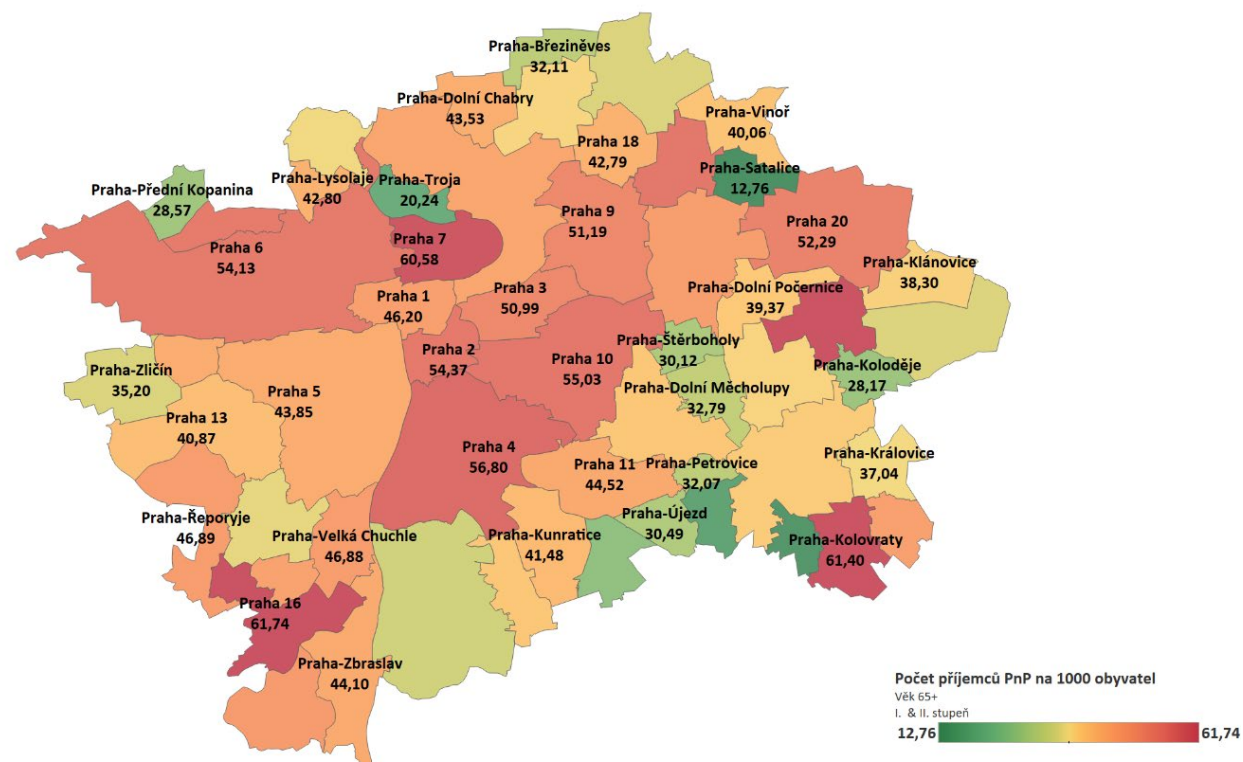 Praha-Březiněves
32,11
Praha-Dolní Chabry
43,53
Praha-Vinoř
40,06
Praha 18
42,79
Praha-Satalice
12,76
Praha-Lysolaje
42,80
Praha-Troja
20,24
Praha-Přední Kopanina
28,57
Praha 9
51,19
Praha 20
52,29
Praha 7
60,58
Praha 6
54,13
Praha-Klánovice
38,30
Praha-Dolní Počernice
39,37
Praha 3
50,99
Praha 1
46,20
Praha-Štěrboholy
30,12
Praha 2
54,37
Praha 10
55,03
Praha-Koloděje
28,17
Praha-Zličín
35,20
Praha-Dolní Měcholupy
32,79
Praha 5
43,85
Praha 13
40,87
Praha 4
56,80
Praha-Královice
37,04
Praha 11
44,52
Praha-Petrovice
32,07
Praha-Újezd
30,49
Praha-Řeporyje
46,89
Praha-Velká Chuchle
46,88
Praha-Kunratice
41,48
Praha-Kolovraty
61,40
Praha 16
61,74
Praha-Zbraslav
44,10
Počet příjemců PnP na 1000 obyvatel
Věk 65+
I. & II. stupeň
12,76 61,74